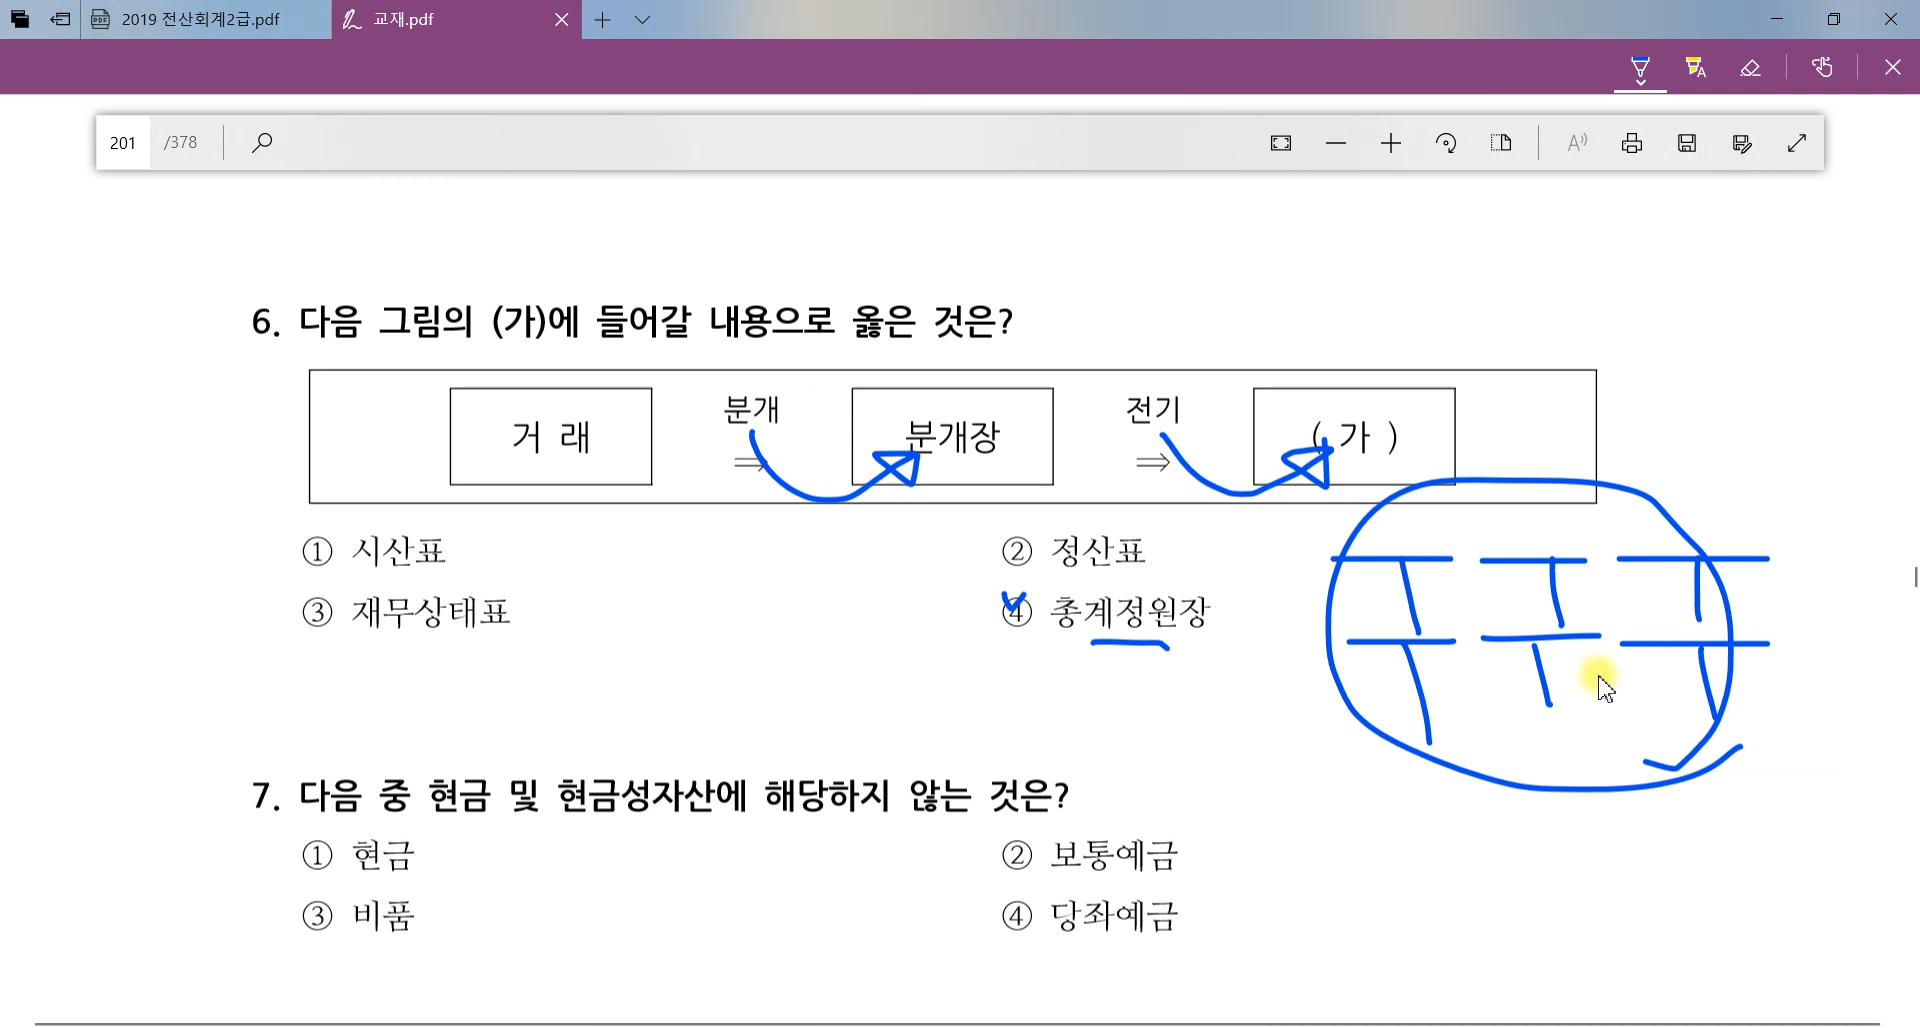 2019 전산회계2급.pdf
교재.pdf
201 /378
6. 다음 그림의 (가)에 들어갈 내용으로 옳은 것은?
거 래 분개 ⇒ 분개장 전기 ⇒ ( 가 )
① 시산표 ② 정산표
③ 재무상태표 ④ 총계정원장
7. 다음 중 현금 및 현금성자산에 해당하지 않는 것은?
① 현금 ② 보통예금
③ 비품 ④ 당좌예금